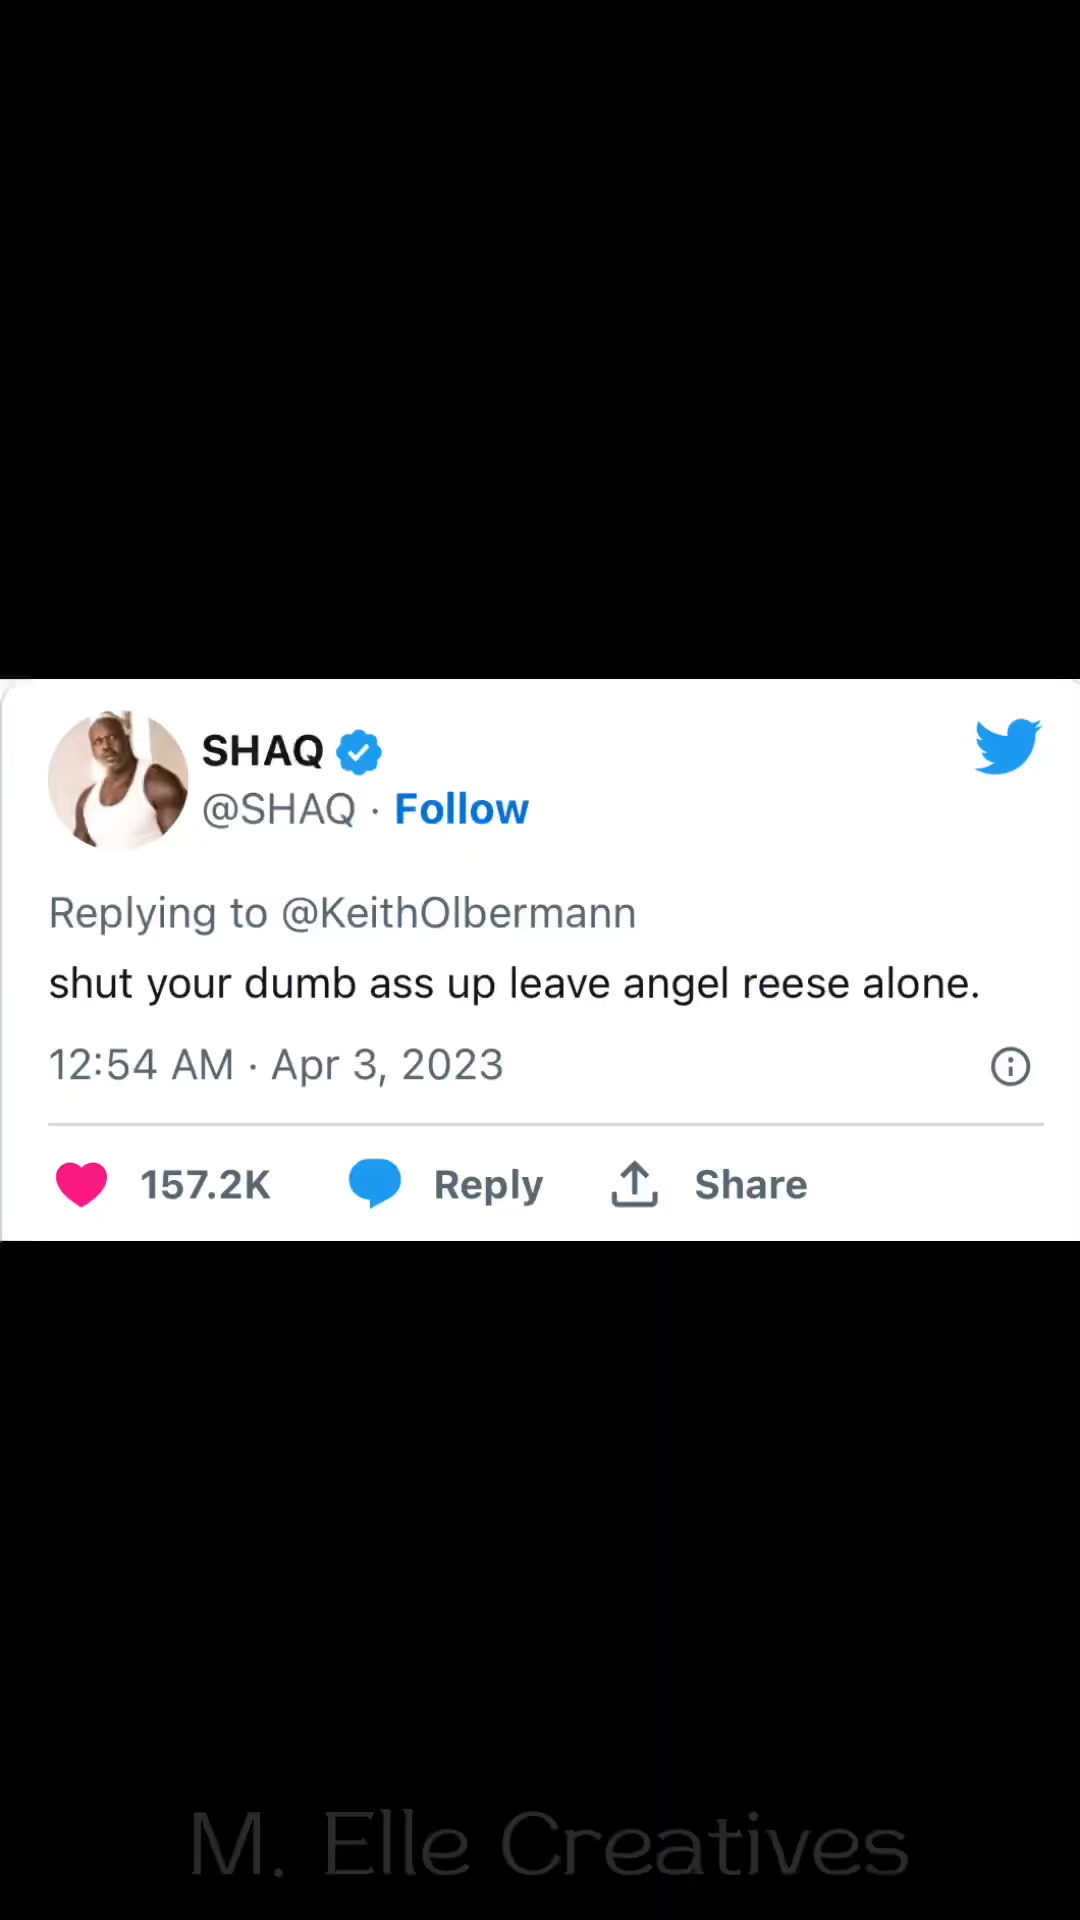 SHAQ
@SHAQ · Follow
Replying to @KeithOlbermann
shut your dumb ass up leave angel reese alone.
12:54 AM · Apr 3, 2023
157.2K Reply Share
M. Elle Creatives